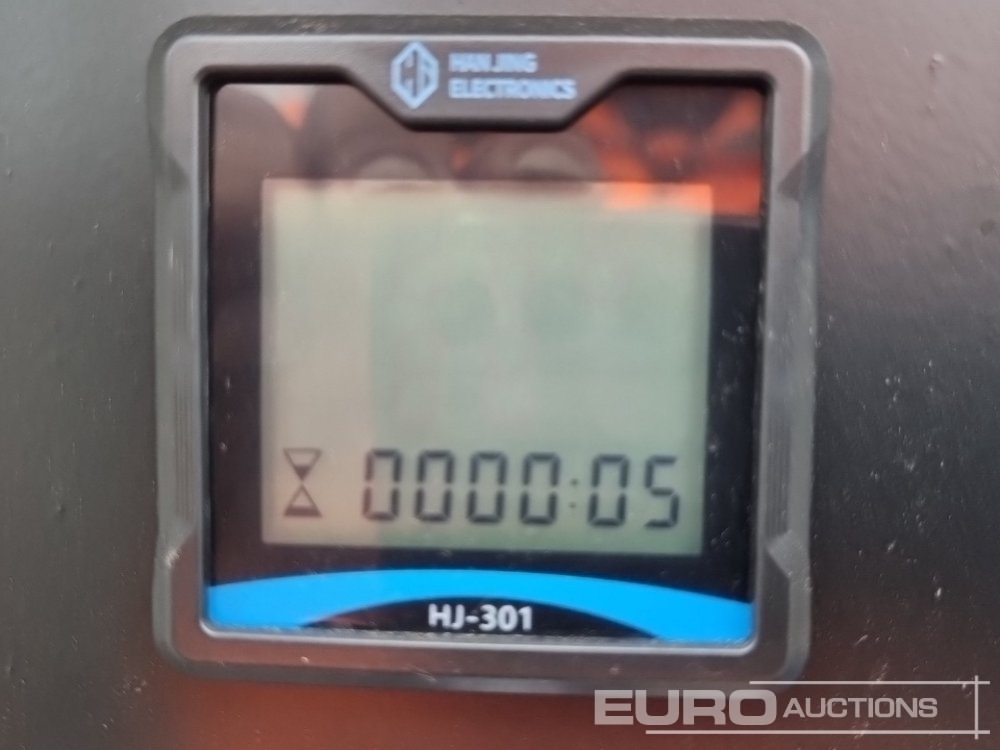 HANJING
ELECTRONICS
0000:05
HJ-301
EURO AUCTIONS